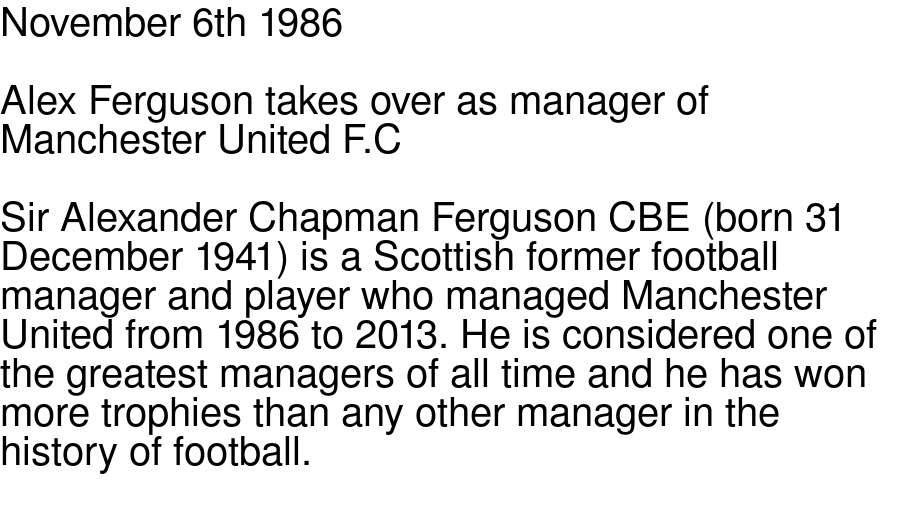 November 6th 1986
Alex Ferguson takes over as manager of
Manchester United F.C
Sir Alexander Chapman Ferguson CBE (born 31
December 1941) is a Scottish former football
manager and player who managed Manchester
United from 1986 to 2013. He is considered one of
the greatest managers of all time and he has won
more trophies than any other manager in the
history of football.